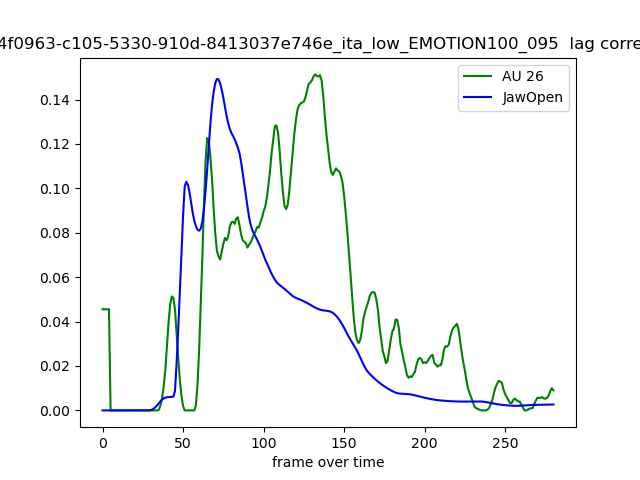 4f0963-c105-5330-910d-8413037e746e_ita_low_EMOTION100_095 lag corre
AU 26
JawOpen
0.14
0.12
0.10
0.08
0.06
0.04
0.02
0.00
0 50 100 150 200 250
frame over time